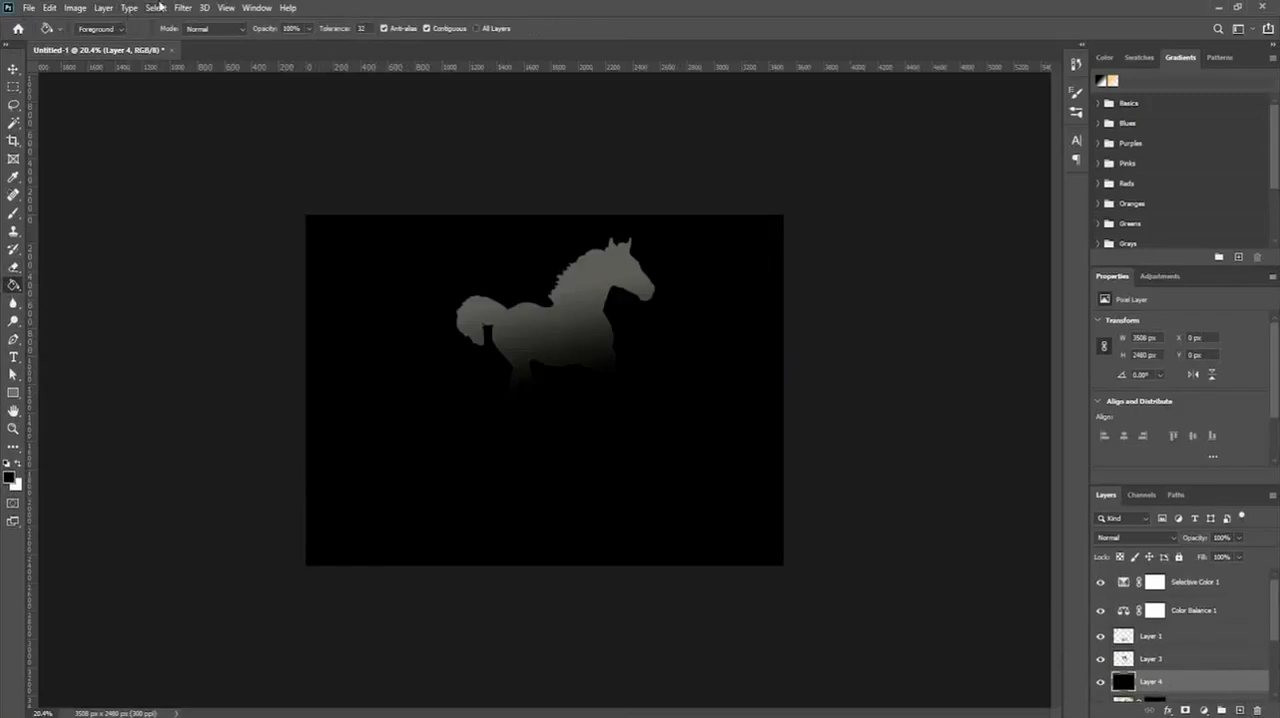 Ps File Edit Image Layer Type Select Filter 3D View Window Help
Foreground Mode: Normal Opacity: 100% Tolerance: 32 Anti-alias Contiguous All Layers
Untitled-1 @ 20.4% (Layer 4, RGB/8) *
Color Swatches Gradients Patterns
Basics
Blues
Purples
Pinks
Reds
Oranges
Greens
Grays
Properties Adjustments
Pixel Layer
Transform
W 3508 px X 0 px
H 2480 px Y 0 px
0.00°
Align and Distribute
Align:
Layers Channels Paths
Kind
Normal Opacity: 100%
Lock: Fill: 100%
Selective Color 1
Color Balance 1
Layer 1
Layer 3
Layer 4
20.4% 3508 px x 2480 px (300 ppi)